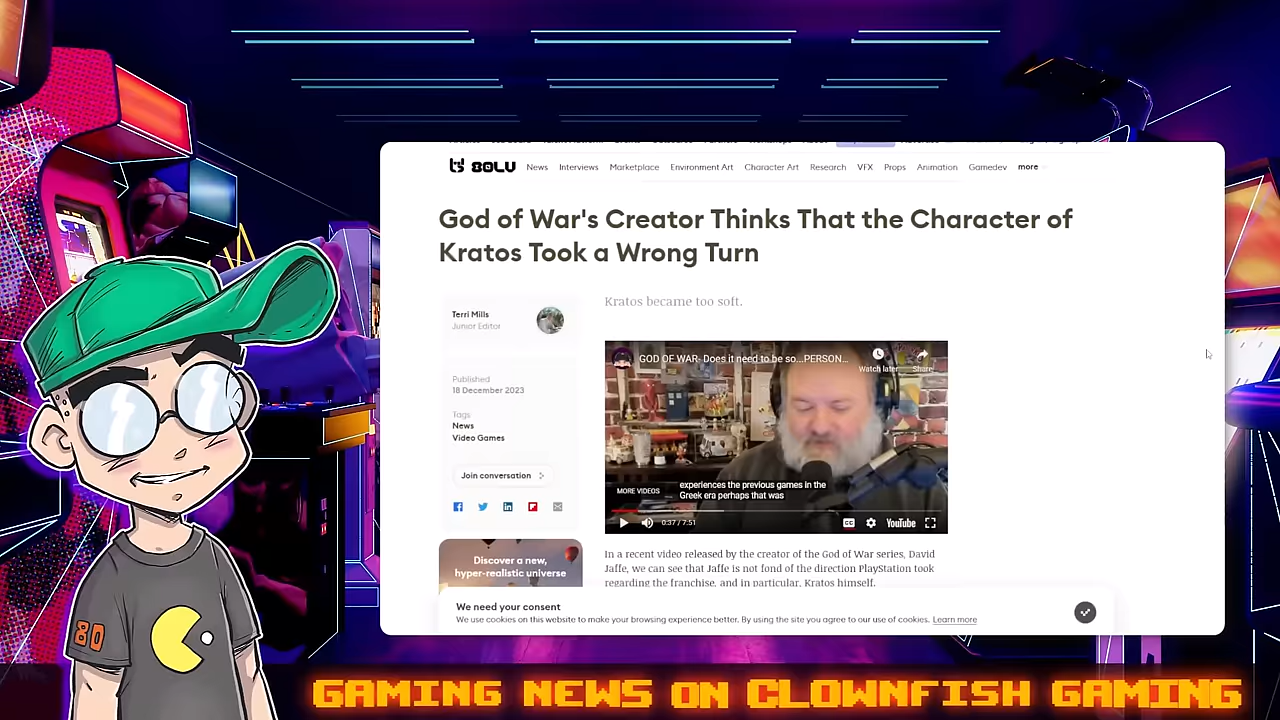 80LV
News Interviews Marketplace Environment Art Character Art Research VFX Props Animation Gamedev more
God of War's Creator Thinks That the Character of
Kratos Took a Wrong Turn
Kratos became too soft.
Terri Mills
Junior Editor
Published
18 December 2023
Tags
News
Video Games
Join conversation
GOD OF WAR- Does it need to be so...PERSON...
Watch later
Share
experiences the previous games in the
Greek era perhaps that was
MORE VIDEOS
0:37 / 7:51
CC
YouTube
In a recent video released by the creator of the God of War series, David
Jaffe, we can see that Jaffe is not fond of the direction PlayStation took
regarding the franchise, and in particular, Kratos himself.
Discover a new,
hyper-realistic universe
We need your consent
We use cookies on this website to make your browsing experience better. By using the site you agree to our use of cookies. Learn more
80
GAMING NEWS ON CLOWNFISH GAMING